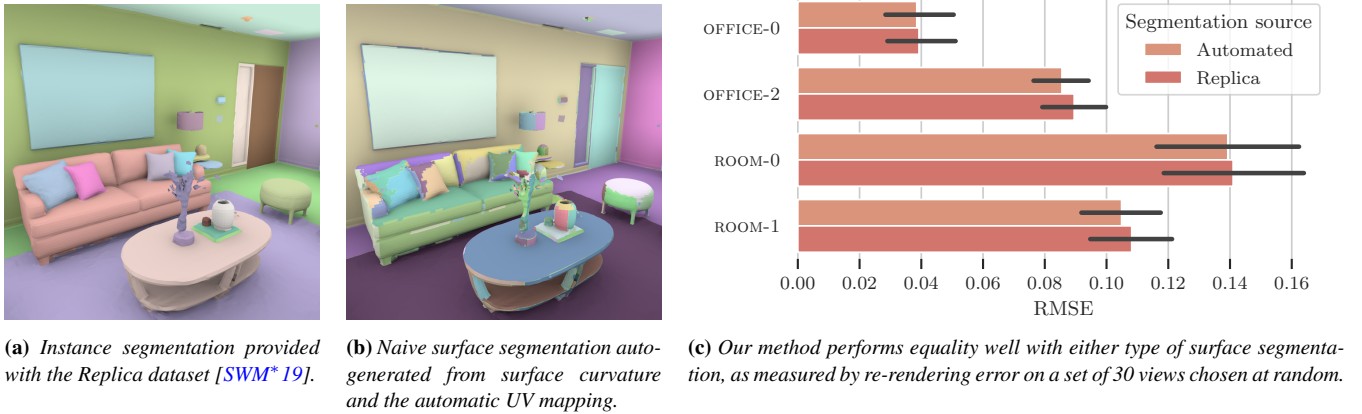 OFFICE-0
OFFICE-2
ROOM-0
ROOM-1
Segmentation source
Automated
Replica
0.00 0.02 0.04 0.06 0.08 0.10 0.12 0.14 0.16
RMSE
(a) Instance segmentation provided
with the Replica dataset [SWM*19].
(b) Naive surface segmentation auto-
generated from surface curvature
and the automatic UV mapping.
(c) Our method performs equality well with either type of surface segmenta-
tion, as measured by re-rendering error on a set of 30 views chosen at random.